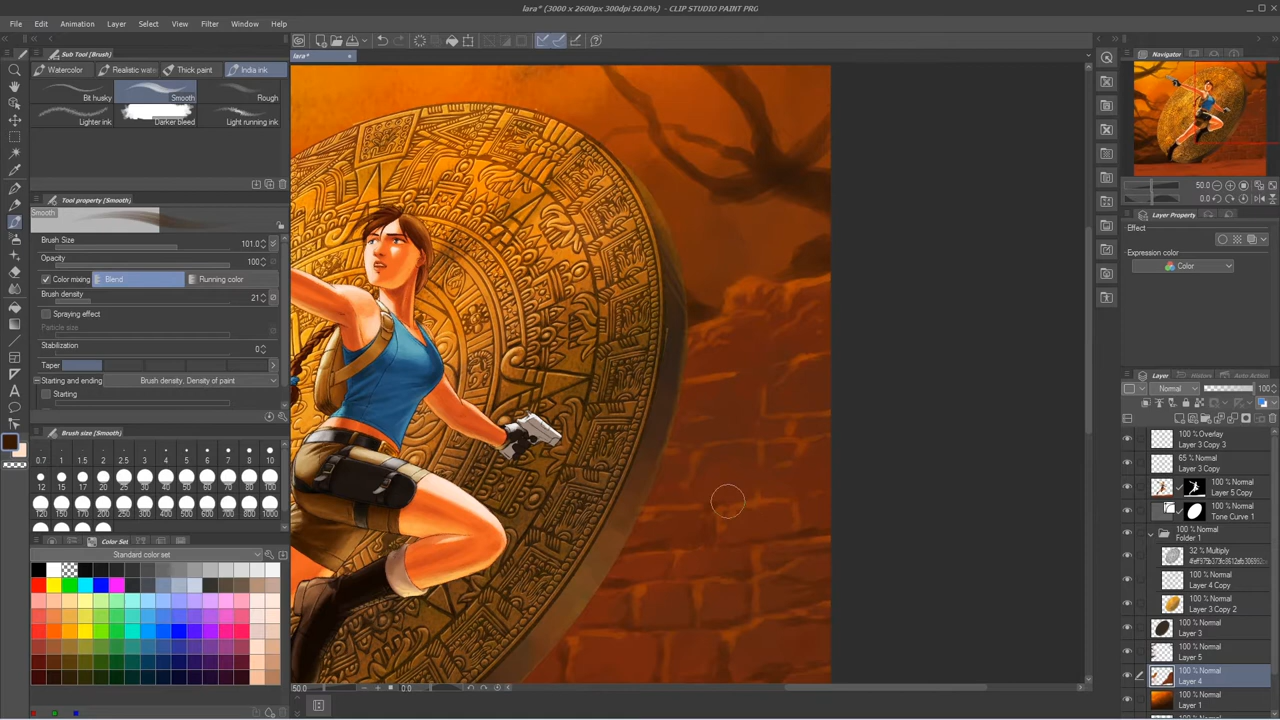 lara* (3000 x 2600px 300dpi 50.0%) - CLIP STUDIO PAINT PRO
File Edit Animation Layer Select View Filter Window Help
Sub Tool [Brush]
Watercolor Realistic wate Thick paint India ink
Bit husky Smooth Rough
Lighter ink Darker bleed Light running ink
Tool property [Smooth]
Smooth
Brush Size 101.0
Opacity 100
Color mixing Blend Running color
Brush density 21
Spraying effect
Particle size
Stabilization 0
Taper
Starting and ending Brush density, Density of paint
Starting
Brush size [Brush]
0.7 1 1.5 2 2.5 3 4 5 6 7 8 10
12 15 17 20 25 30 40 50 60 70 80 100
120 150 170 200 250 300 400 500 600 700 800 1000
Color Set
Standard color set
lara*
50.0 0.0
Navigator
50.0
0.0
Layer Property
Effect
Expression color
Color
Layer History Auto Action
Normal 100
100 % Overlay
Layer 3 Copy 3
65 % Normal
Layer 3 Copy
100 % Normal
Layer 5 Copy
100 % Normal
Tone Curve 1
100 % Normal
Folder 1
32 % Multiply
100 % Normal
Layer 4 Copy
100 % Normal
Layer 3 Copy 2
100 % Normal
Layer 3
100 % Normal
Layer 5
100 % Normal
Layer 4
100 % Normal
Layer 1